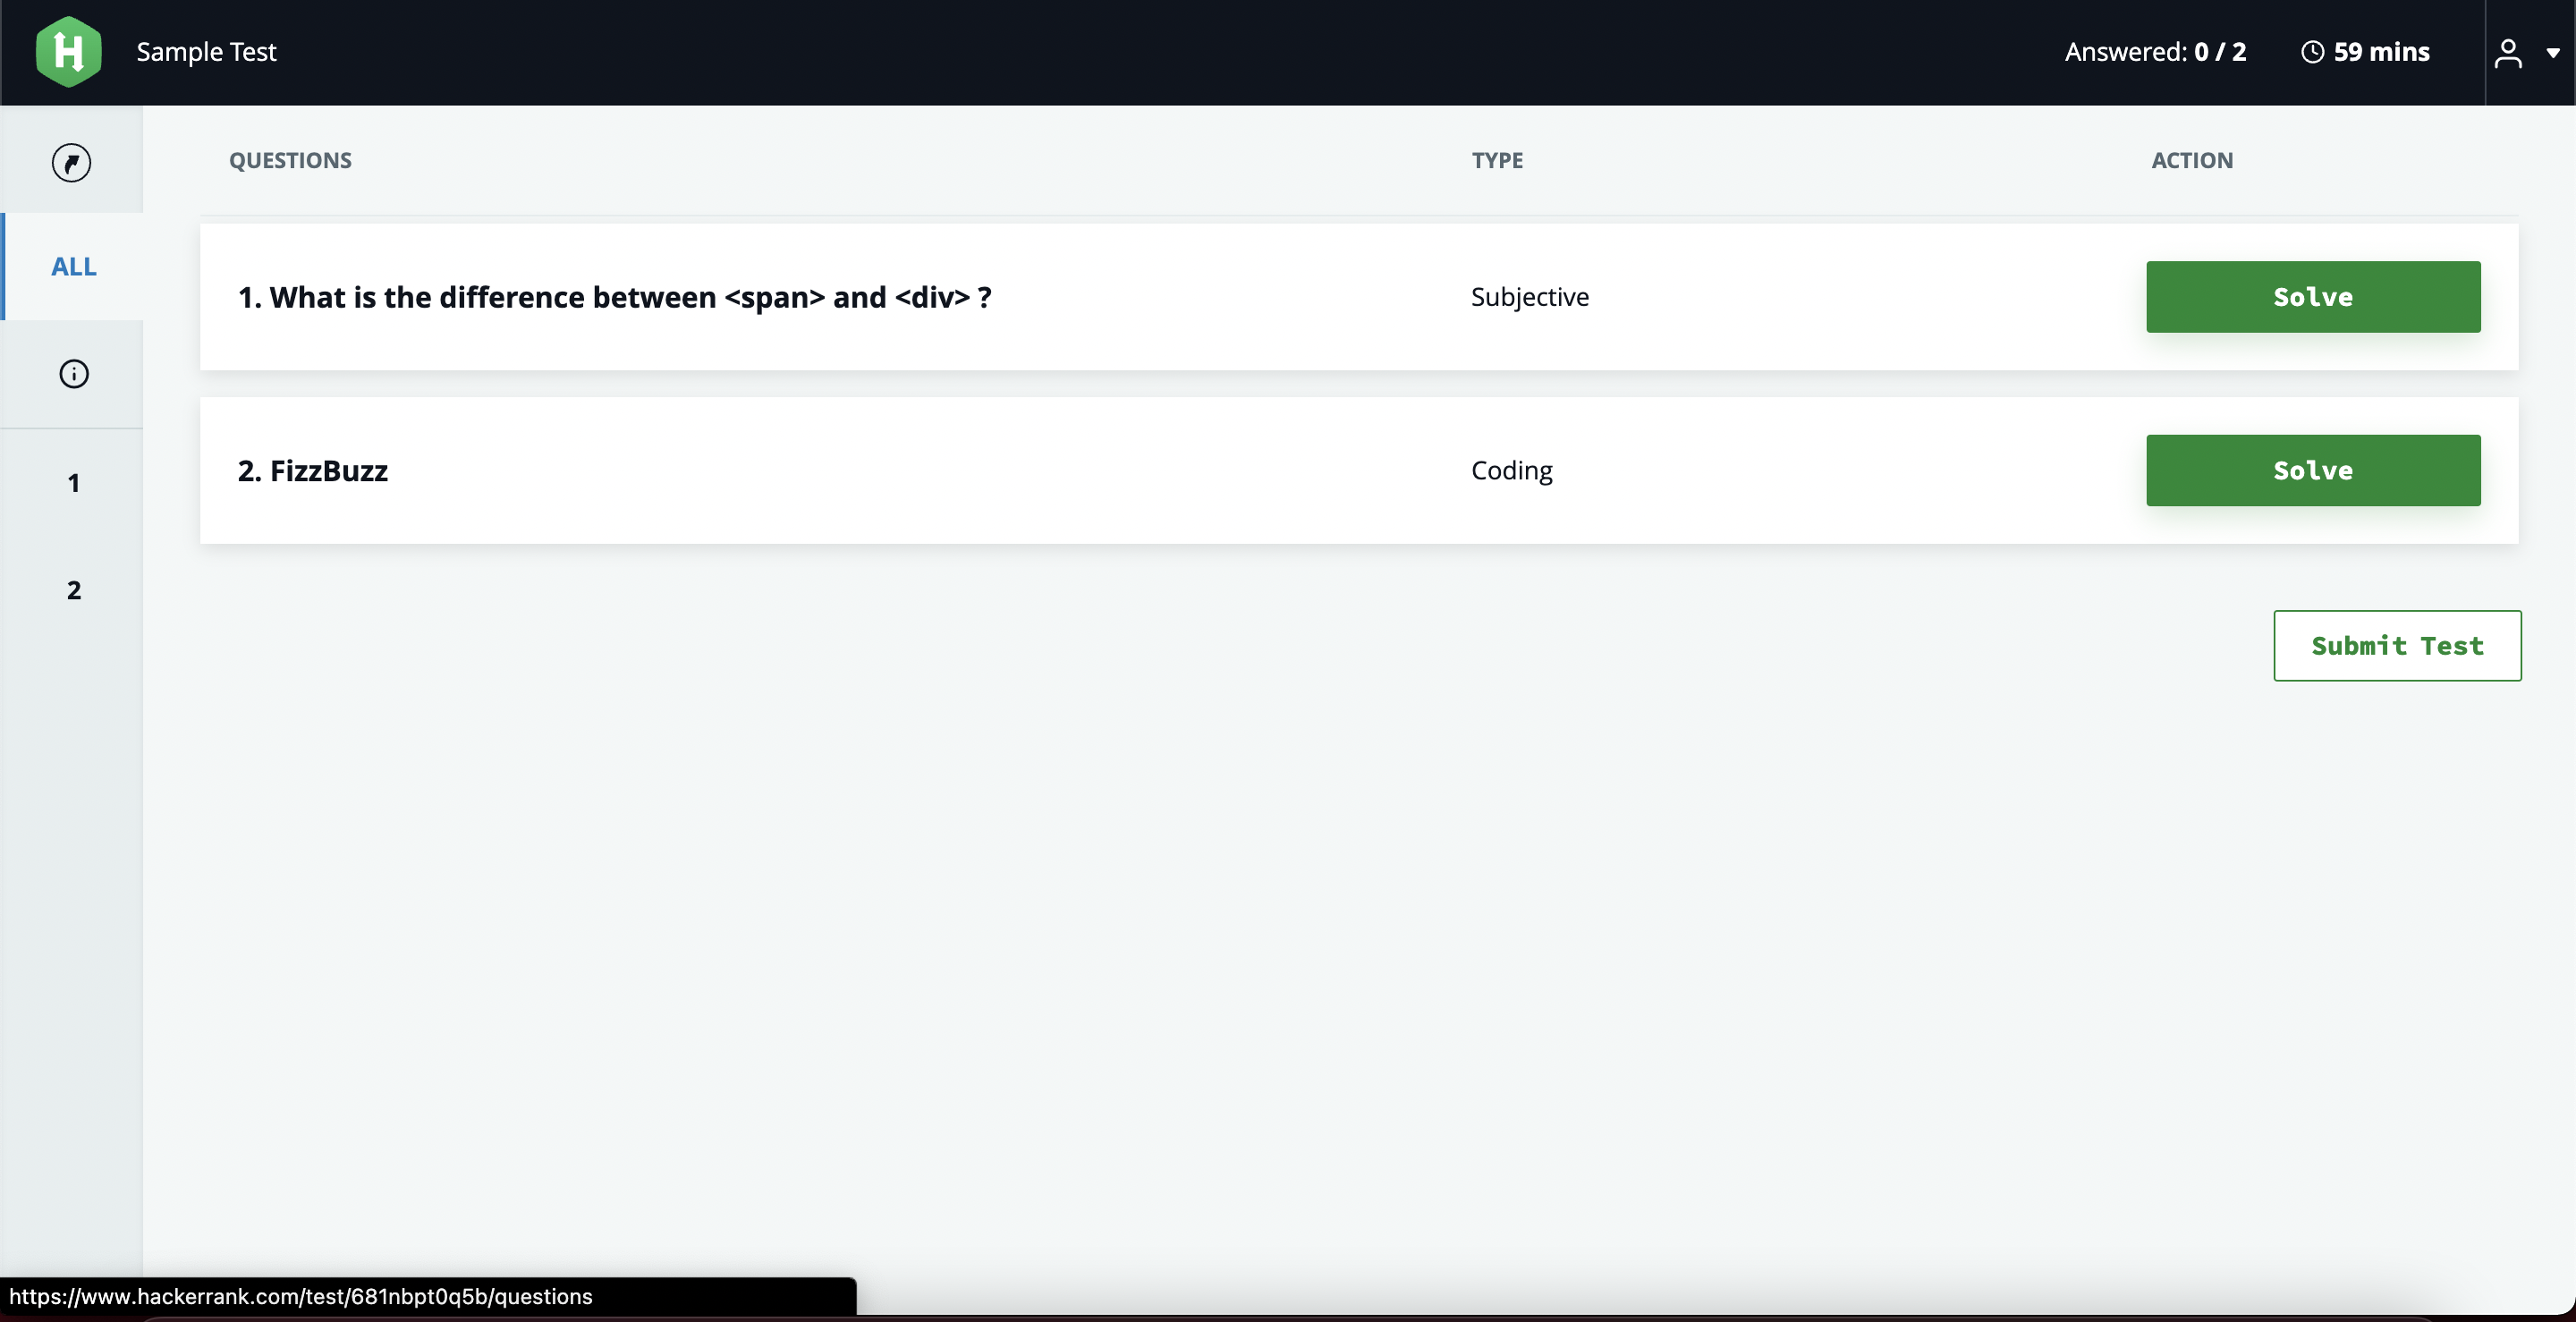 Sample Test
Answered: 0 / 2
59 mins
QUESTIONS TYPE ACTION
ALL
1. What is the difference between <span> and <div> ? Subjective Solve
2. FizzBuzz Coding Solve
1
2
Submit Test
https://www.hackerrank.com/test/681nbpt0q5b/questions